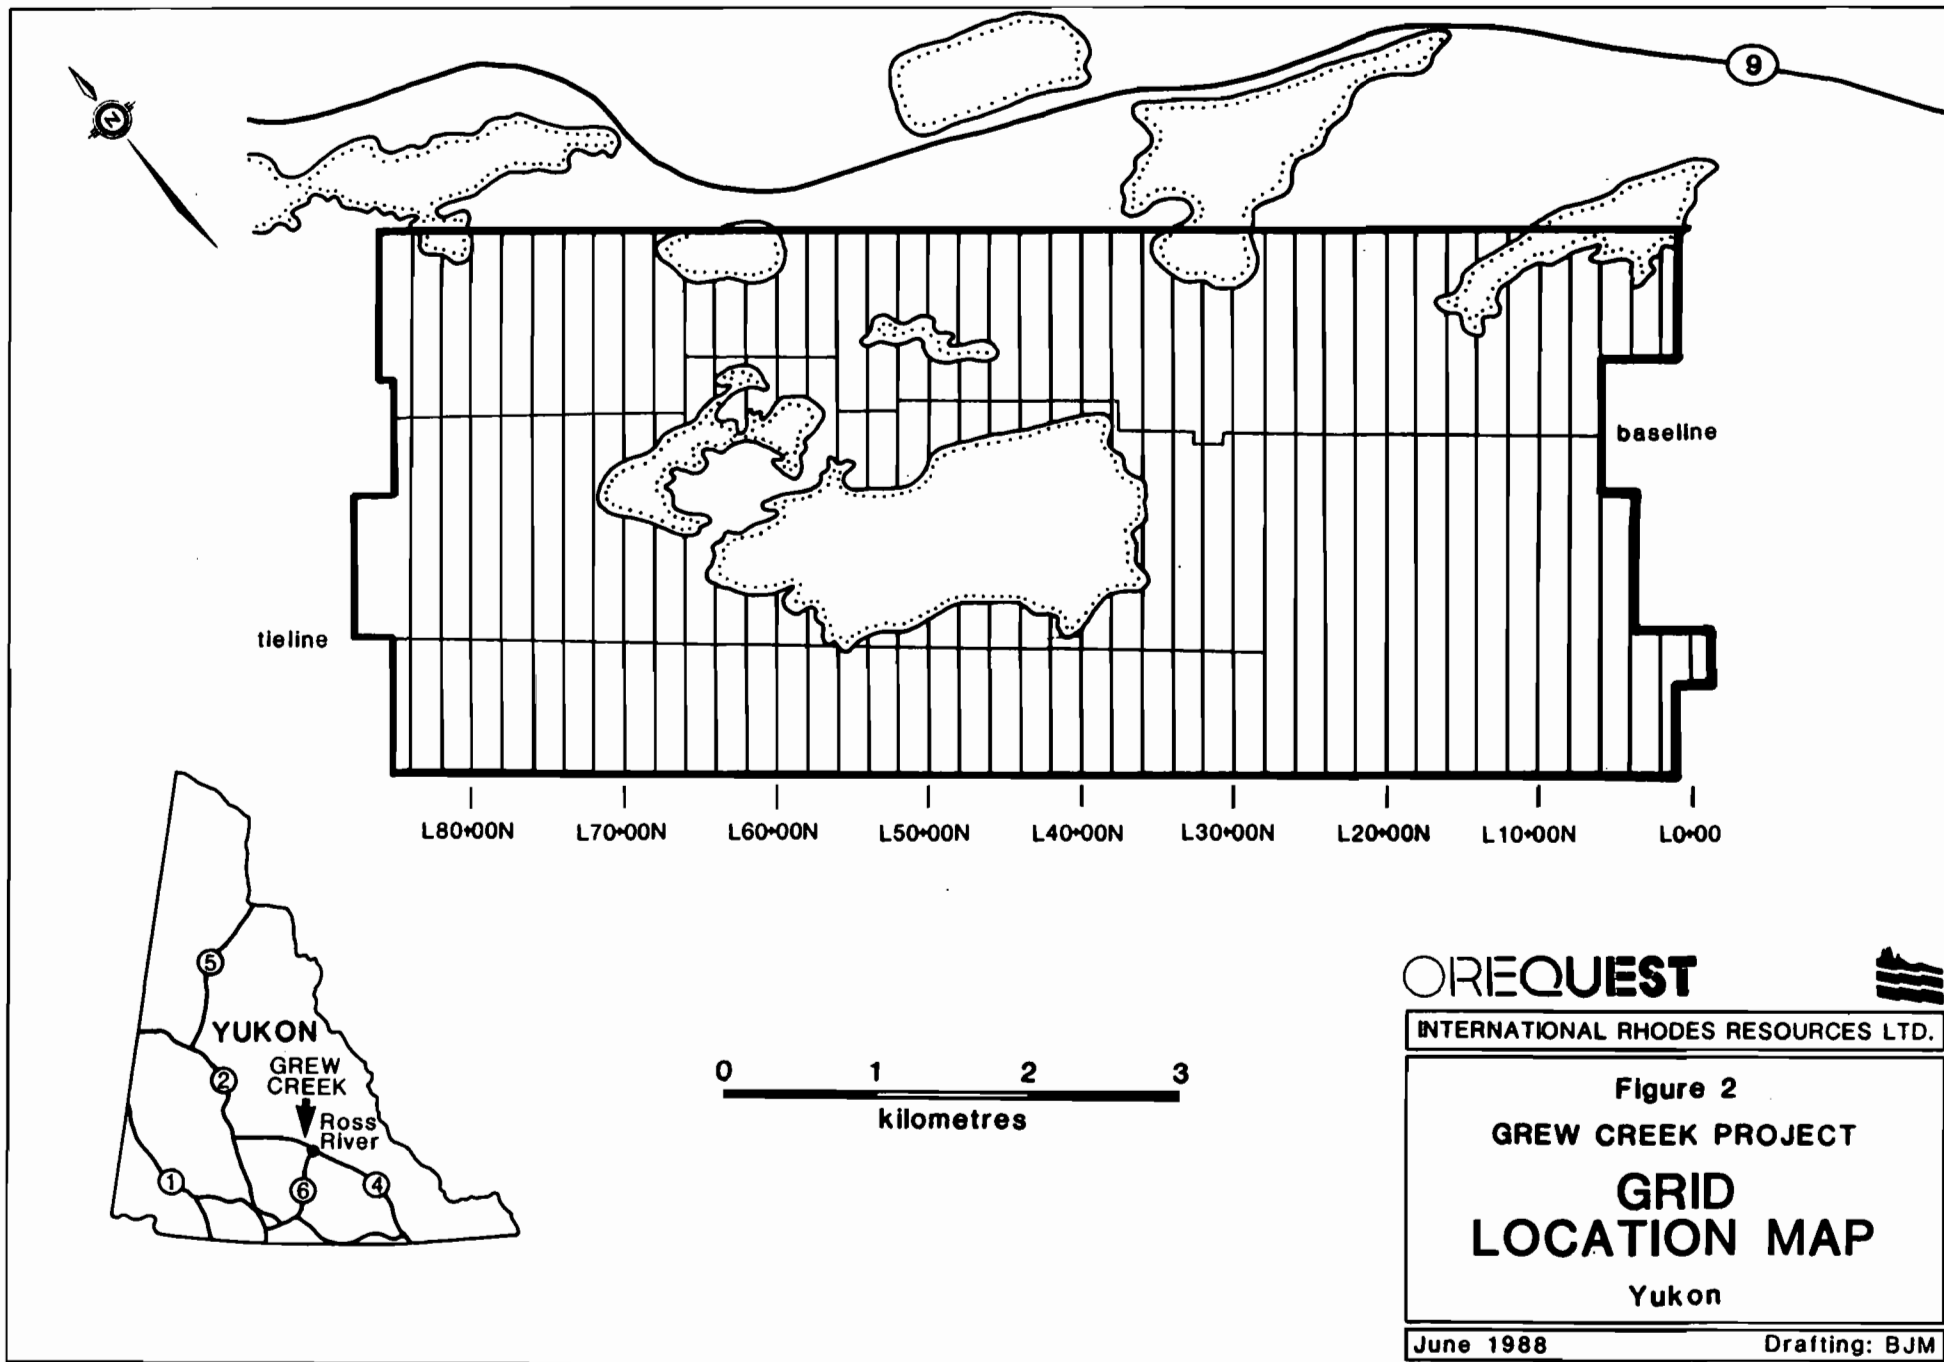 9
N
baseline
tieline
L80+00N L70+00N L60+00N L50+00N L40+00N L30+00N L20+00N L10+00N L0+00
5
YUKON
GREW
CREEK
2
Ross
River
1
6
4
0 1 2 3
kilometres
OREQUEST
INTERNATIONAL RHODES RESOURCES LTD.
Figure 2
GREW CREEK PROJECT
GRID
LOCATION MAP
Yukon
June 1988 Drafting: BJM